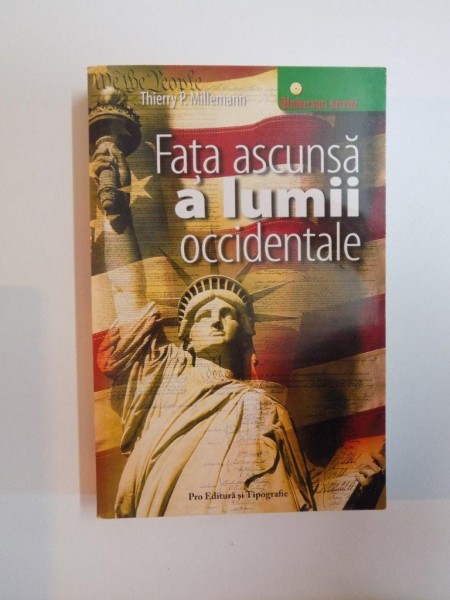 We the People
Thierry P. Millemann
Fața ascunsă
a lumii
occidentale
Pro Editură și Tipografie